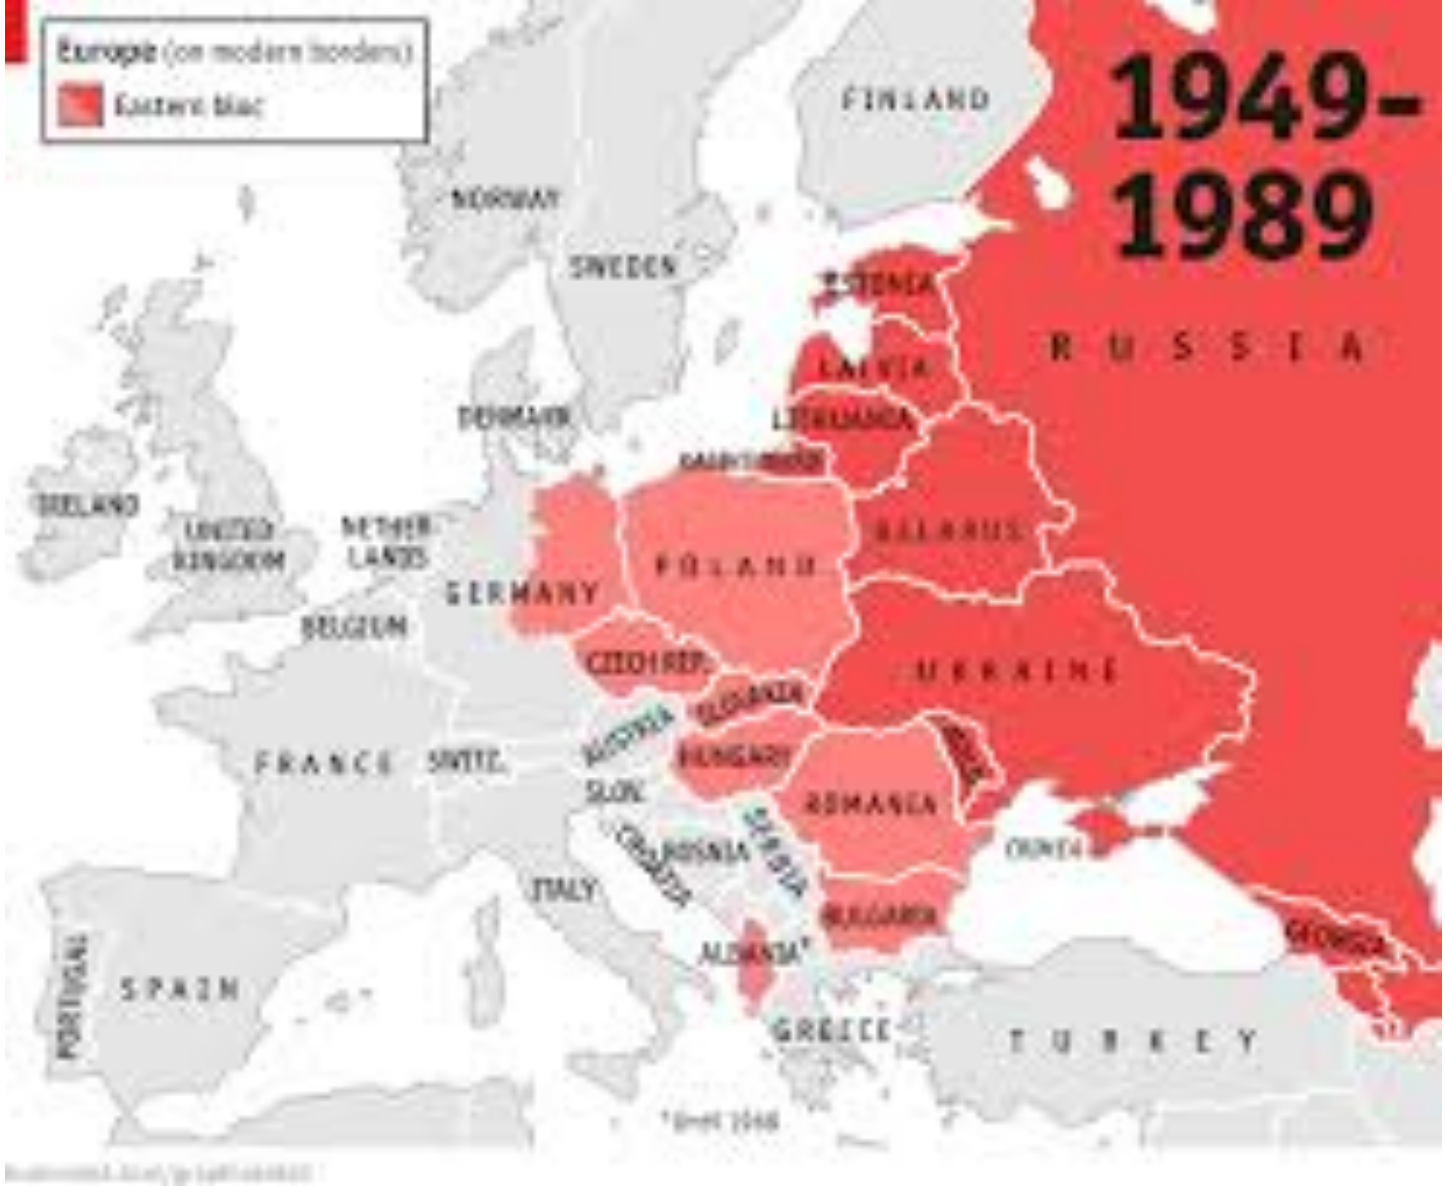 Europe (on modern borders)
Eastern bloc
1949-
1989
FINLAND
NORWAY
SWEDEN
ESTONIA
RUSSIA
LATVIA
DENMARK
LITHUANIA
IRELAND
UNITED
KINGDOM
NETHER-
LANDS
BELARUS
POLAND
GERMANY
BELGIUM
CZECH REP.
UKRAINE
SLOVAKIA
AUSTRIA
FRANCE
SWITZ.
HUNGARY
SLOV.
ROMANIA
CROATIA
BOSNIA
SERBIA
CRIMEA
ITALY
BULGARIA
GEORGIA
ALBANIA*
PORTUGAL
SPAIN
GREECE
TURKEY
*Until 1968